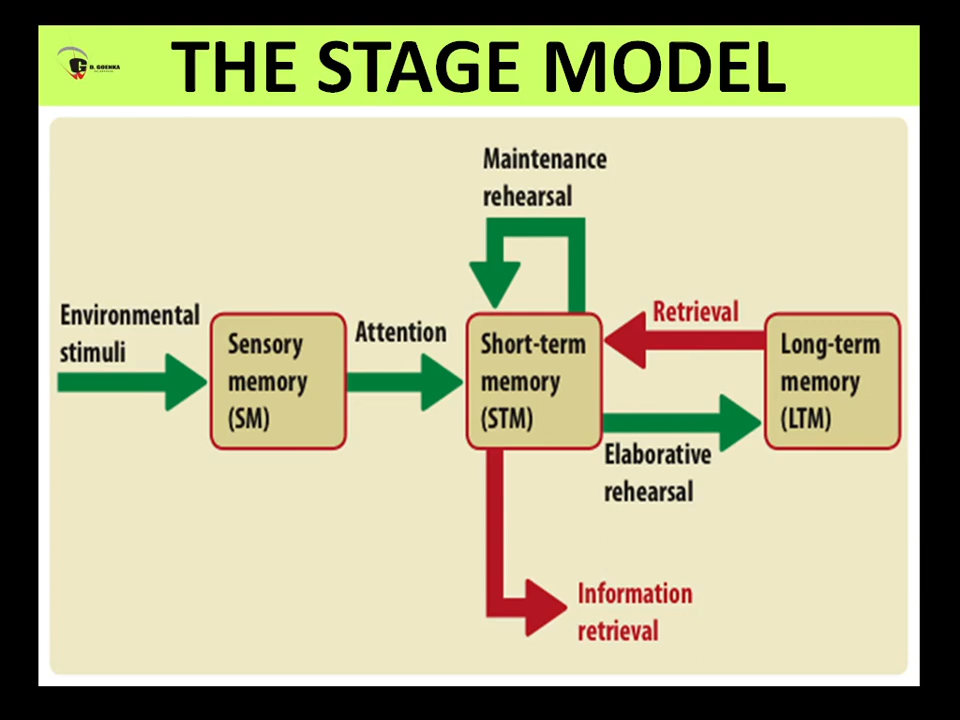 THE STAGE MODEL
G D. GOENKA
Maintenance
rehearsal
Environmental
stimuli
Sensory
memory
(SM)
Attention
Short-term
memory
(STM)
Retrieval
Long-term
memory
(LTM)
Elaborative
rehearsal
Information
retrieval